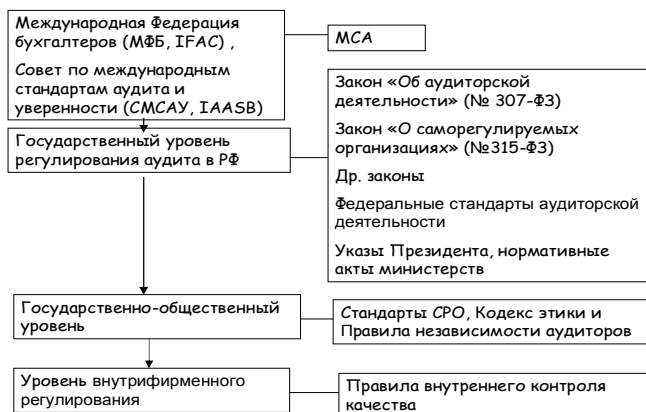 Международная Федерация
бухгалтеров (МФБ, IFAC) ,
Совет по международным
стандартам аудита и
уверенности (СМСАУ, IAASB)
МСА
Государственный уровень
регулирования аудита в РФ
Закон «Об аудиторской
деятельности» (№ 307-ФЗ)
Закон «О саморегулируемых
организациях» (№315-ФЗ)
Др. законы
Федеральные стандарты аудиторской
деятельности
Указы Президента, нормативные
акты министерств
Государственно-общественный
уровень
Стандарты СРО, Кодекс этики и
Правила независимости аудиторов
Уровень внутрифирменного
регулирования
Правила внутреннего контроля
качества